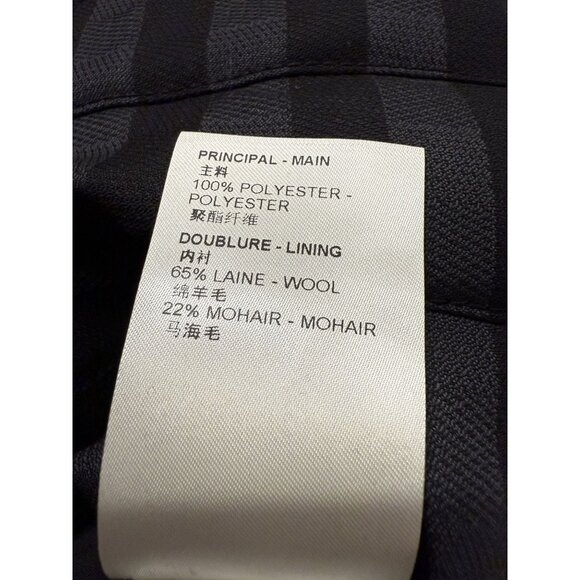 PRINCIPAL - MAIN
主料
100% POLYESTER -
POLYESTER
聚酯纤维
DOUBLURE - LINING
内衬
65% LAINE - WOOL
绵羊毛
22% MOHAIR - MOHAIR
马海毛